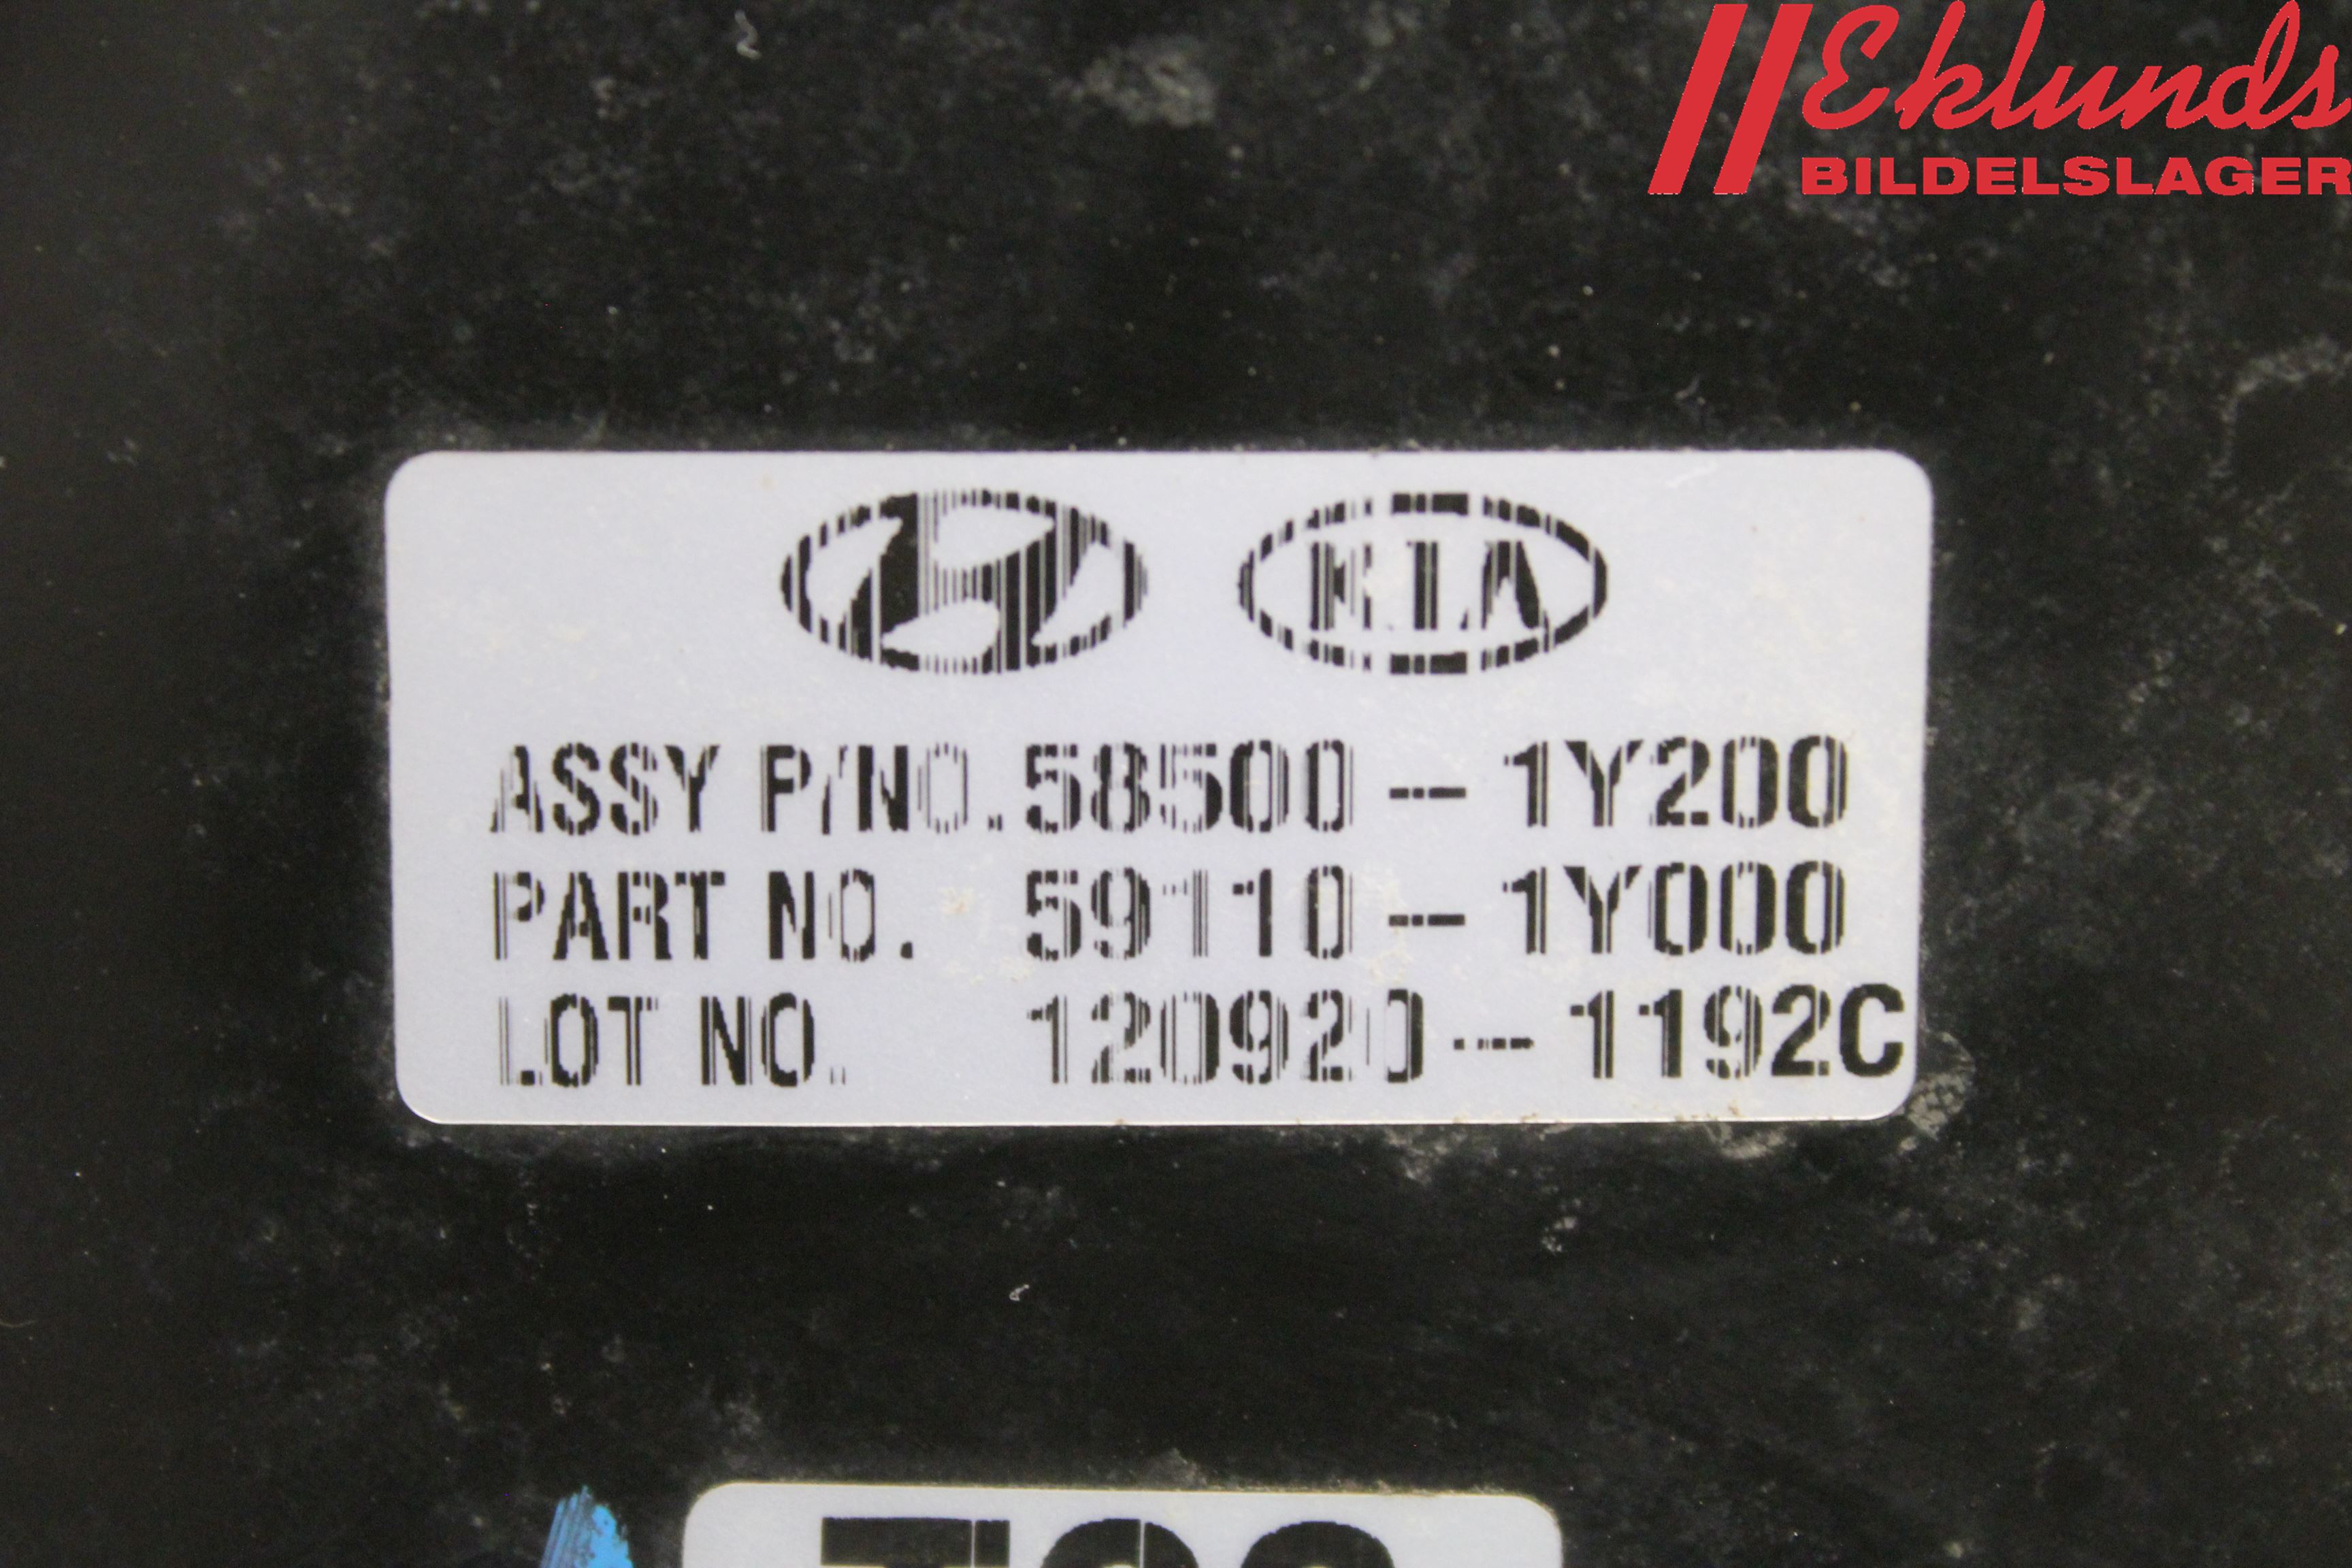 Eklunds
BILDELSLAGER
KIA
ASSY P/NO. 58500-1Y200
PART NO. 59110-1Y000
LOT NO. 120920-1192C